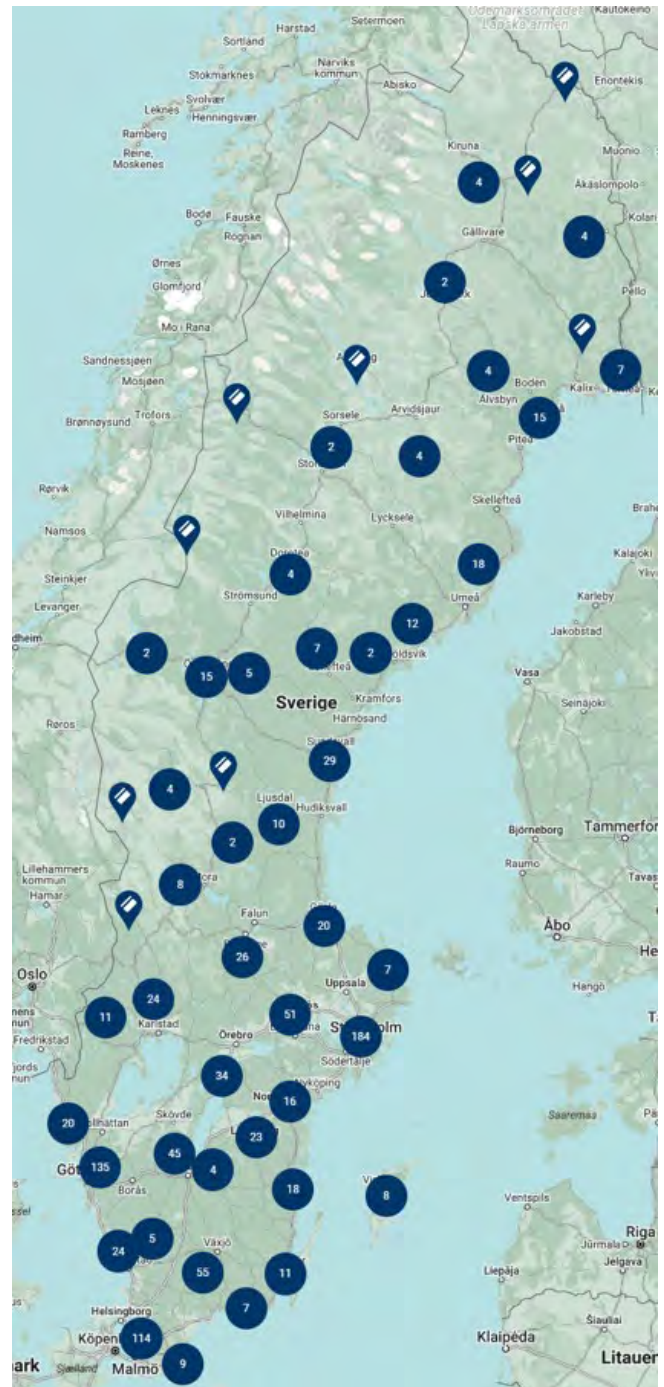 Udemarksområdet
Lapska armen
Kautokeino
Setermoen
Harstad
Sortland
Narviks
kommun
Enontekis
Stokmarknes
Abisko
Svolvær
Leknes
Henningsvær
Ramberg
Kiruna
Muonio
Reine,
Moskenes
4
Äkäslompolo
Bodø
Fauske
Kolari
Rognan
Gällivare
4
Ørnes
Glomfjord
2
Pello
Mo i Rana
Sandnessjøen
Mosjøen
4
Boden
7
Kalix
Älvsbyn
Brønnøysund
Trofors
Sorsele
Arvidsjaur
15
Piteå
2
4
Rørvik
Skellefteå
Vilhelmina
Lycksele
Namsos
Dorotea
Kalajoki
Steinkjer
4
18
Levanger
Strömsund
Umeå
Karleby
12
Jakobstad
2
7
2
15
5
Vasa
Sverige
Kramfors
Härnösand
Seinäjoki
Røros
29
4
Ljusdal
10
Hudiksvall
Björneborg
2
Raumo
Lillehammers
kommun
8
Hamar
Falun
20
Åbo
26
7
Oslo
Uppsala
Hangö
24
51
11
Karlstad
184
Örebro
Fredrikstad
Södertälje
34
Nyköping
16
Skövde
20
23
Saaremaa
45
135
4
Borås
18
8
Ventspils
5
Riga
24
Växjö
Jūrmala
55
11
Jelgava
Liepāja
7
Helsingborg
Šiauliai
114
Klaipėda
Malmö
9
Sjælland
Litauen